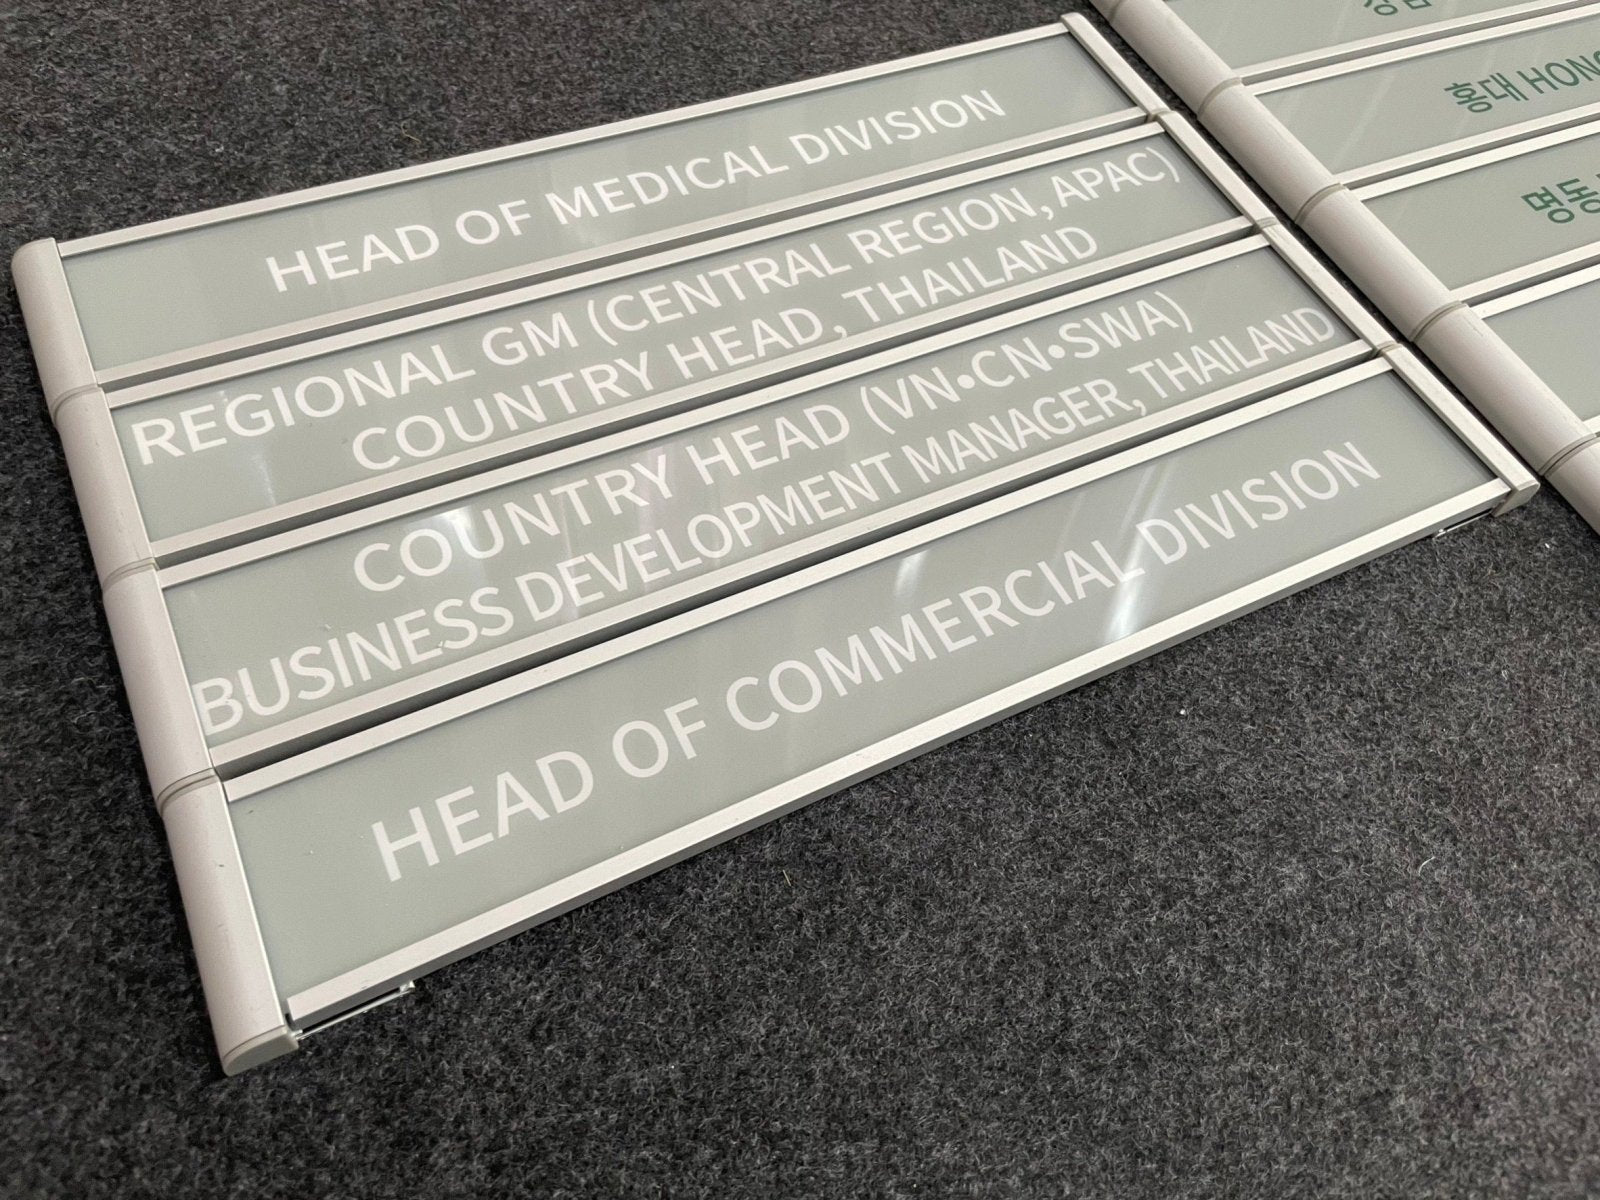 HEAD OF MEDICAL DIVISION
REGIONAL GM (CENTRAL REGION, APAC)
COUNTRY HEAD, THAILAND
COUNTRY HEAD (VN•CN•SWA)
BUSINESS DEVELOPMENT MANAGER, THAILAND
HEAD OF COMMERCIAL DIVISION
홍대
명동